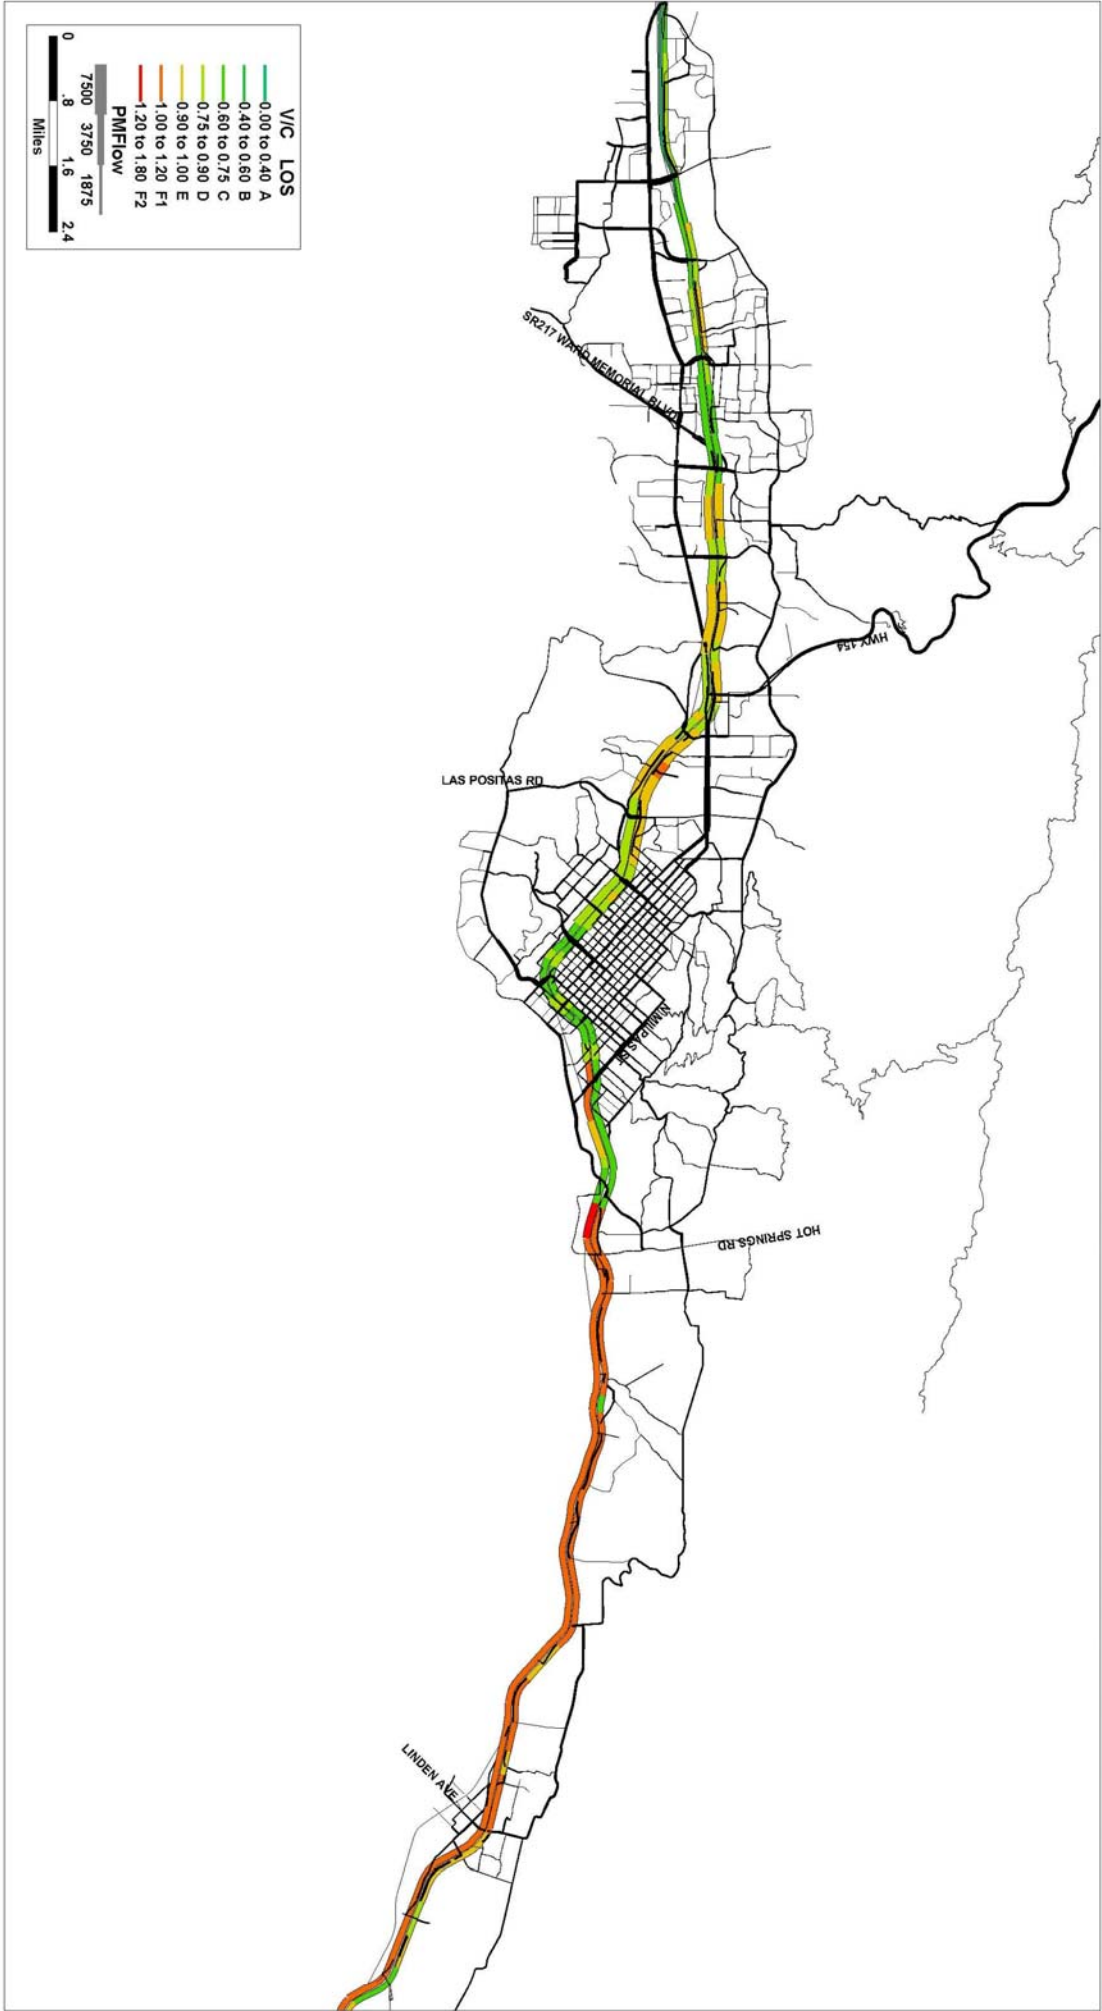 SR217 WARD MEMORIAL BLVD
HWY 154
LAS POSITAS RD
N MILPAS ST
HOT SPRINGS RD
LINDEN AVE
V/C LOS
0.00 to 0.40 A
0.40 to 0.60 B
0.60 to 0.75 C
0.75 to 0.90 D
0.90 to 1.00 E
1.00 to 1.20 F1
1.20 to 1.80 F2
PMFlow
7500 3750 1875
0 .8 1.6 2.4
Miles